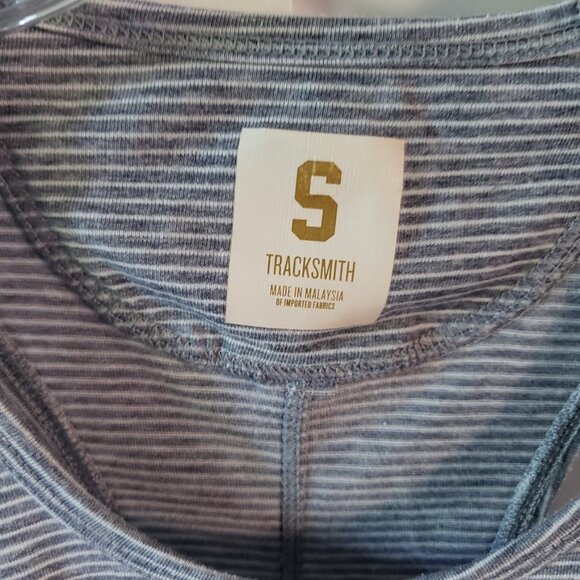 S
TRACKSMITH
MADE IN MALAYSIA
OF IMPORTED FABRICS